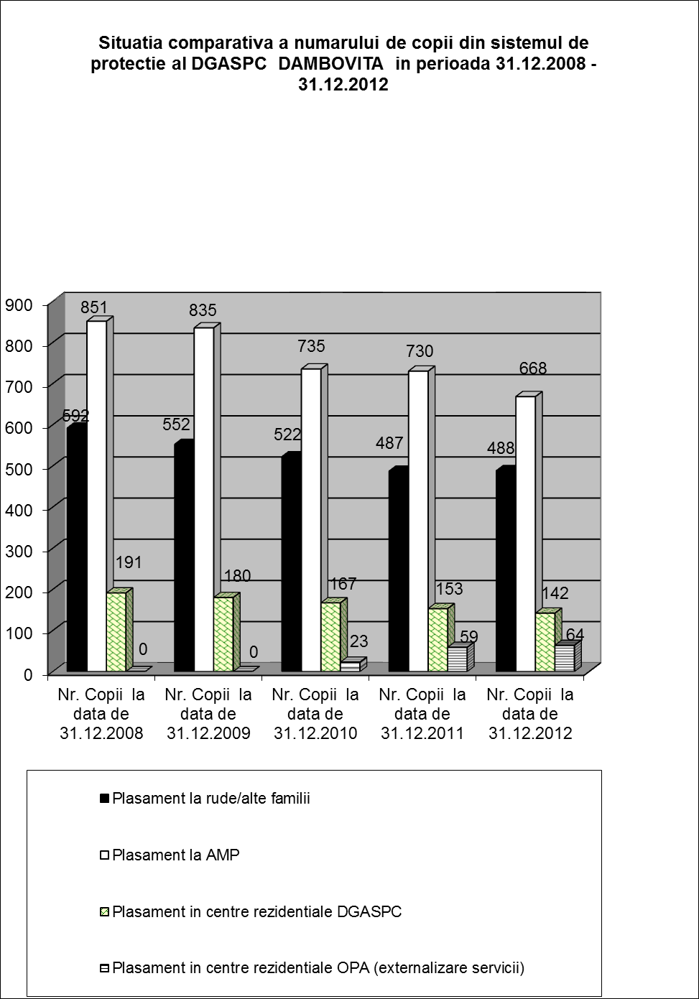 Situatia comparativa a numarului de copii din sistemul de
protectie al DGASPC  DAMBOVITA  in perioada 31.12.2008 -
31.12.2012
900
800
700
600
500
400
300
200
100
0
592
851
191
0
552
835
180
0
522
735
167
23
487
730
153
59
488
668
142
64
Nr. Copii  la
data de
31.12.2008
Nr. Copii  la
data de
31.12.2009
Nr. Copii  la
data de
31.12.2010
Nr. Copii  la
data de
31.12.2011
Nr. Copii  la
data de
31.12.2012
Plasament la rude/alte familii
Plasament la AMP
Plasament in centre rezidentiale DGASPC
Plasament in centre rezidentiale OPA (externalizare servicii)